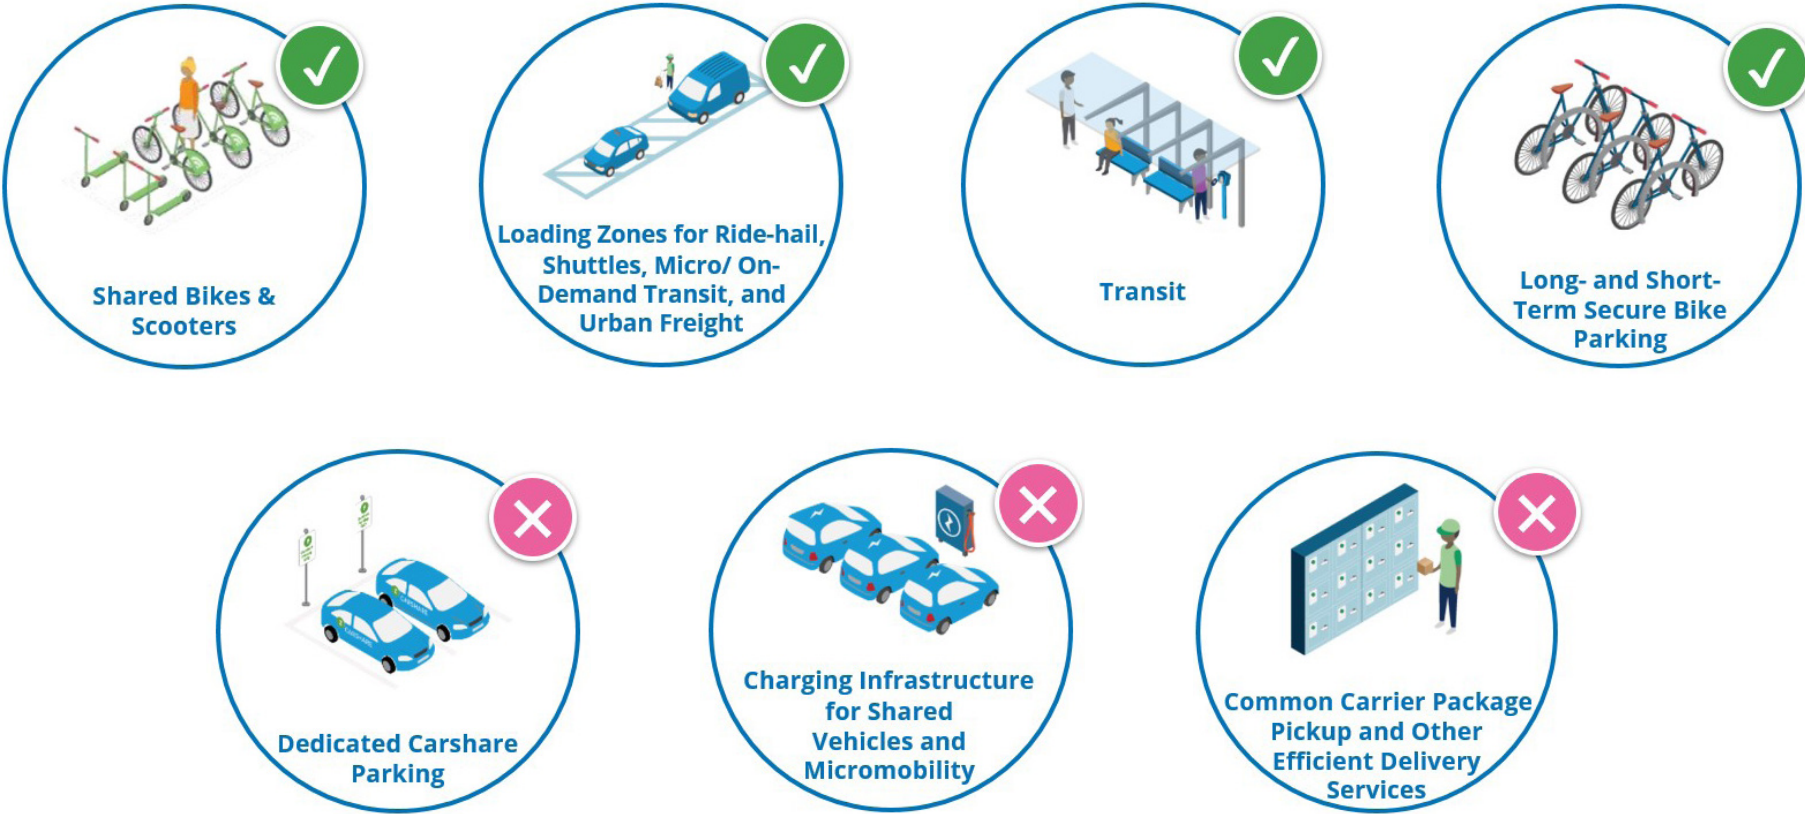 Shared Bikes &
Scooters
Loading Zones for Ride-hail,
Shuttles, Micro/ On-
Demand Transit, and
Urban Freight
Transit
Long- and Short-
Term Secure Bike
Parking
CARSHARE
CARSHARE
Dedicated Carshare
Parking
Charging Infrastructure
for Shared
Vehicles and
Micromobility
Common Carrier Package
Pickup and Other
Efficient Delivery
Services